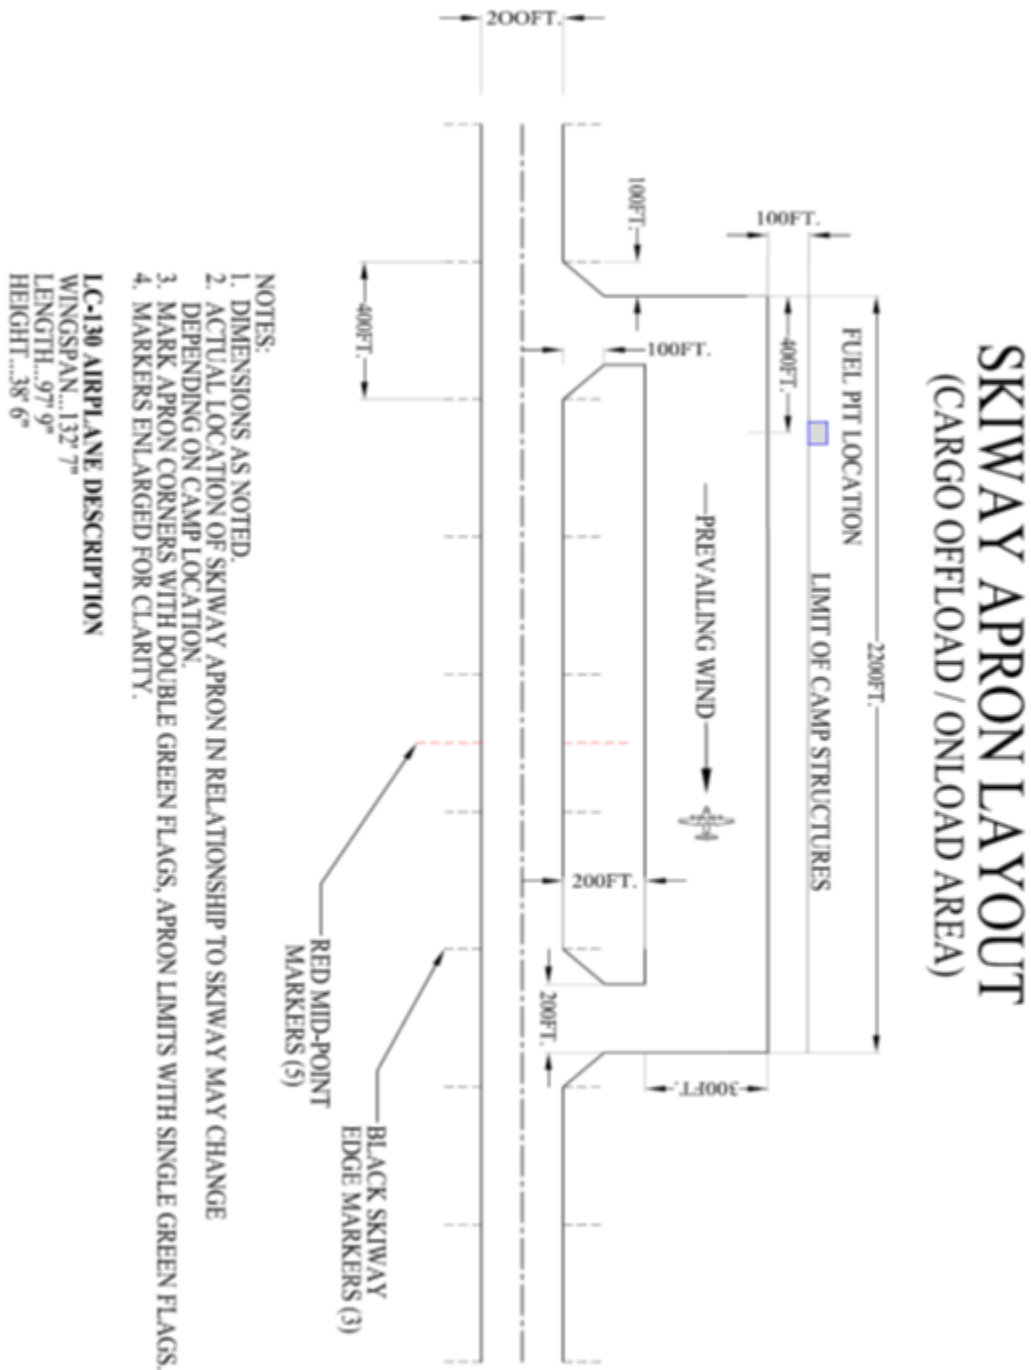 SKIWAY APRON LAYOUT
(CARGO OFFLOAD / ONLOAD AREA)
2200FT.
FUEL PIT LOCATION
LIMIT OF CAMP STRUCTURES
100FT.
400FT.
PREVAILING WIND
300FT.
100FT.
100FT.
200FT.
200FT.
200FT.
400FT.
BLACK SKIWAY
EDGE MARKERS (3)
RED MID-POINT
MARKERS (5)
NOTES:
1. DIMENSIONS AS NOTED.
2. ACTUAL LOCATION OF SKIWAY APRON IN RELATIONSHIP TO SKIWAY MAY CHANGE
DEPENDING ON CAMP LOCATION.
3. MARK APRON CORNERS WITH DOUBLE GREEN FLAGS, APRON LIMITS WITH SINGLE GREEN FLAGS.
4. MARKERS ENLARGED FOR CLARITY.
LC-130 AIRPLANE DESCRIPTION
WINGSPAN...132' 7"
LENGTH...97' 9"
HEIGHT....38' 6"